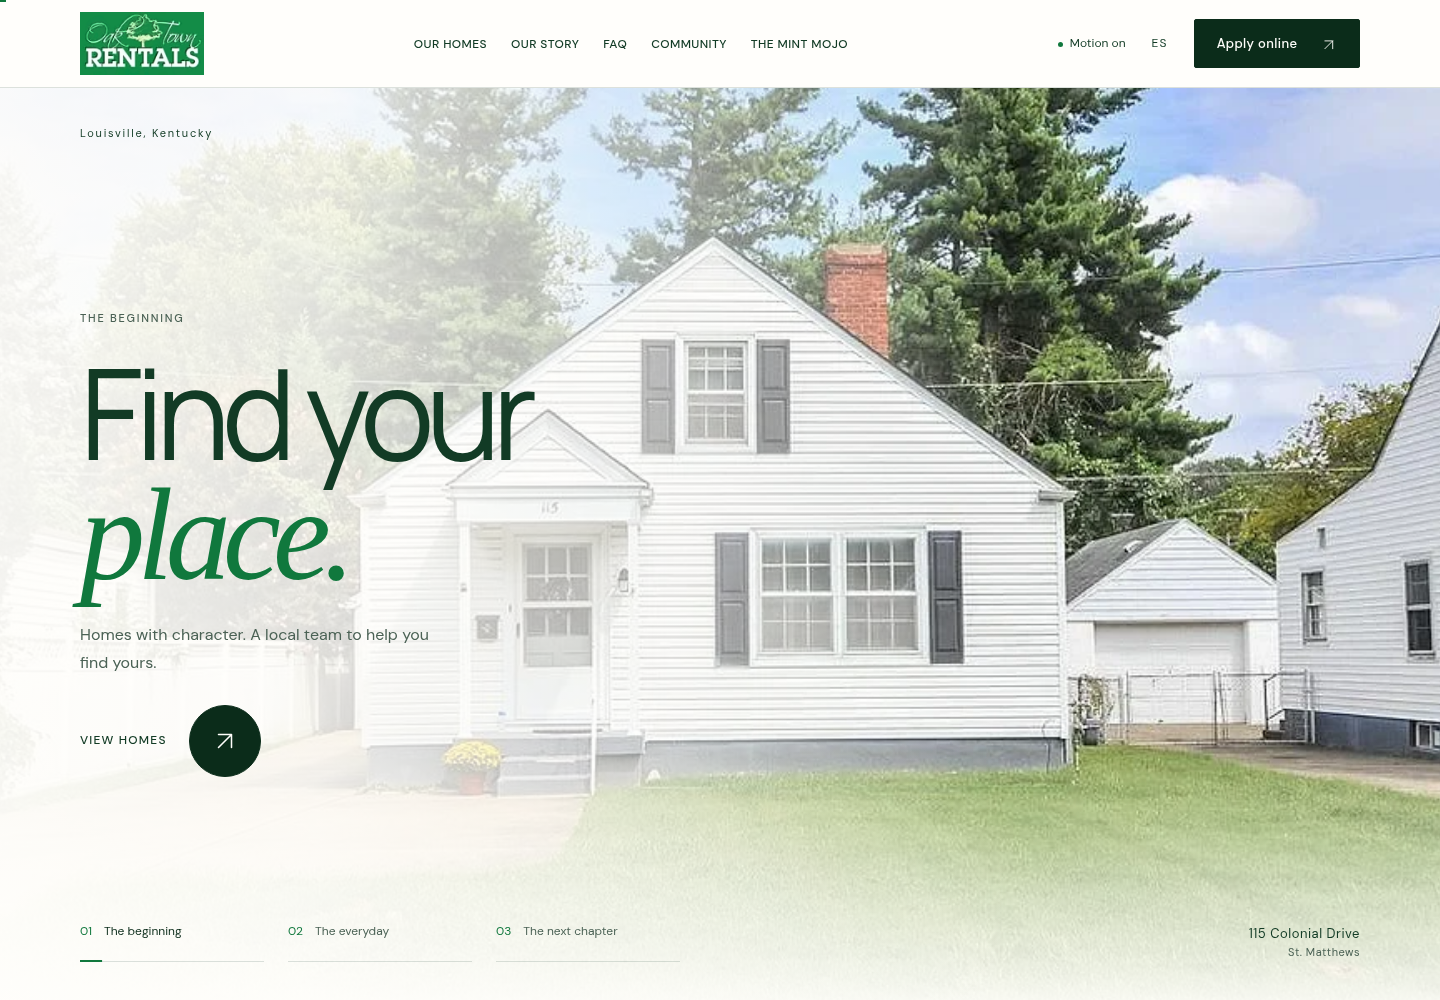 Oak Town
RENTALS
OUR HOMES
OUR STORY
FAQ
COMMUNITY
THE MINT MOJO
Motion on
ES
Apply online
Louisville, Kentucky
THE BEGINNING
Find your
place.
115
Homes with character. A local team to help you
find yours.
VIEW HOMES
01 The beginning
02 The everyday
03 The next chapter
115 Colonial Drive
St. Matthews